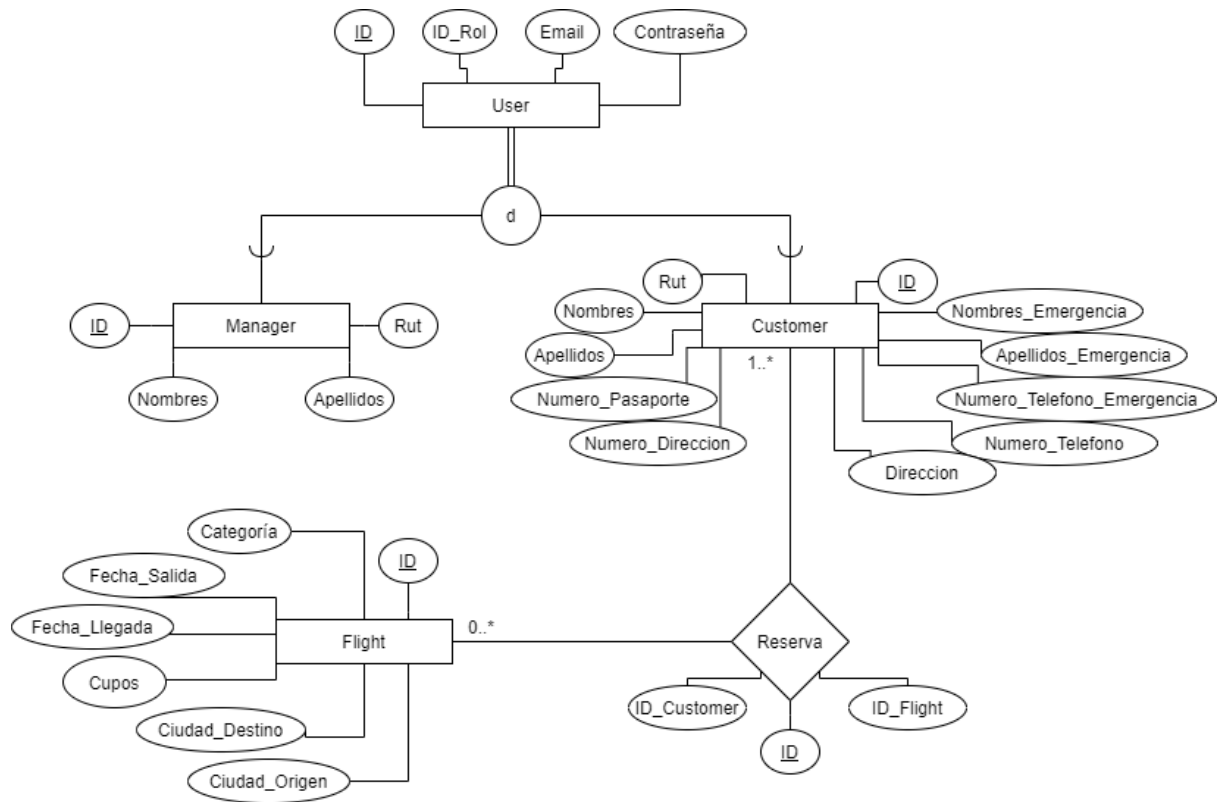 ID
ID_Rol
Email
Contraseña
User
d
Rut
ID
Nombres
Nombres_Emergencia
ID
Manager
Rut
Customer
Apellidos
Apellidos_Emergencia
1..*
Nombres
Apellidos
Numero_Pasaporte
Numero_Telefono_Emergencia
Numero_Direccion
Numero_Telefono
Direccion
Categoría
ID
Fecha_Salida
Fecha_Llegada
0..*
Flight
Reserva
Cupos
ID_Customer
ID_Flight
Ciudad_Destino
ID
Ciudad_Origen